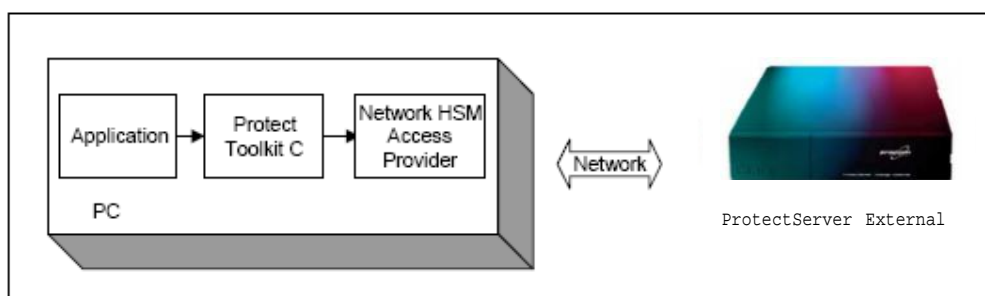 Application
Protect
Toolkit C
Network HSM
Access
Provider
PC
Network
ProtectServer External